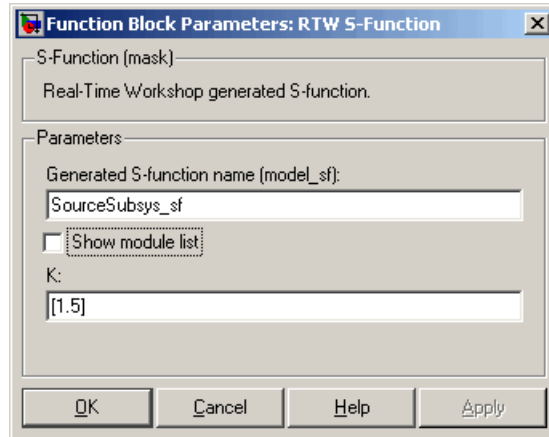 Function Block Parameters: RTW S-Function
S-Function (mask)
Real-Time Workshop generated S-function.
Parameters
Generated S-function name (model_sf):
SourceSubsys_sf
Show module list
K:
[1.5]
OK Cancel Help Apply